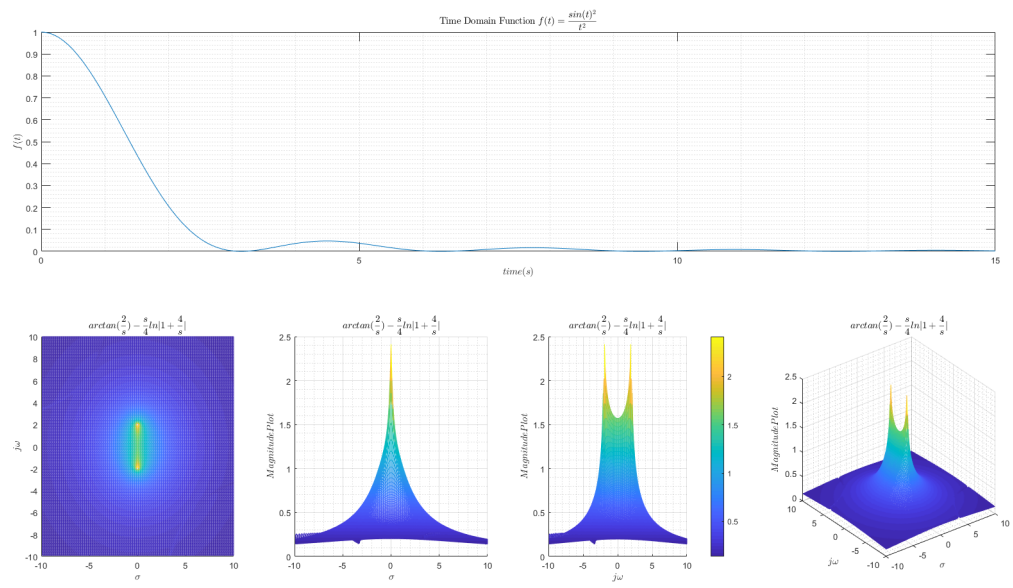 Time Domain Function f(t) = sin(t)²/t²
1
0.9
0.8
0.7
0.6
0.5
0.4
0.3
0.2
0.1
0
f(t)
0 5 10 15
time(s)
arctan(2/s) − s/4 ln|1 + 4/s|
10
8
6
4
2
0
-2
-4
-6
-8
-10
jω
-10 -5 0 5 10
σ
arctan(2/s) − s/4 ln|1 + 4/s|
2.5
2
1.5
1
0.5
0
MagnitudePlot
-10 -5 0 5 10
σ
arctan(2/s) − s/4 ln|1 + 4/s|
2.5
2
1.5
1
0.5
0
MagnitudePlot
-10 -5 0 5 10
jω
2
1.5
1
0.5
arctan(2/s) − s/4 ln|1 + 4/s|
2.5
2
1.5
1
0.5
0
MagnitudePlot
10 5 0 -5 -10
jω
-10 -5 0 5 10
σ